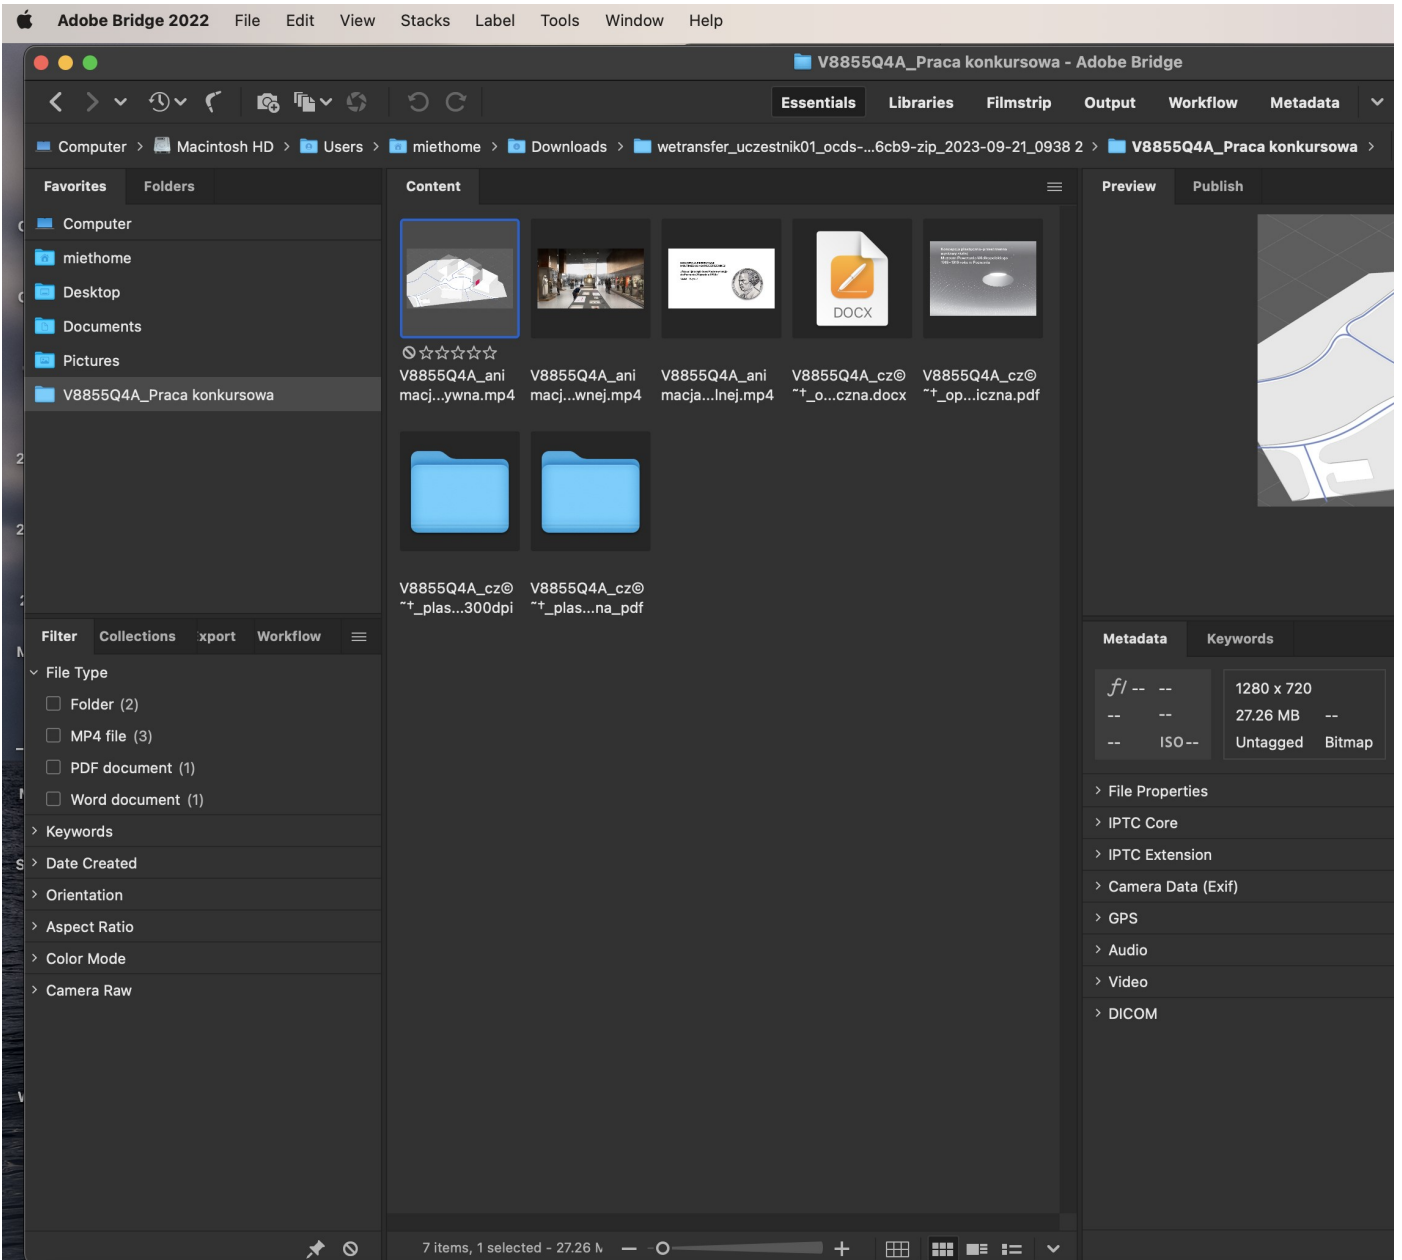 Adobe Bridge 2022 File Edit View Stacks Label Tools Window Help
V8855Q4A_Praca konkursowa - Adobe Bridge
Essentials Libraries Filmstrip Output Workflow Metadata
Computer > Macintosh HD > Users > miethome > Downloads > wetransfer_uczestnik01_ocds-...6cb9-zip_2023-09-21_0938 2 > V8855Q4A_Praca konkursowa >
Favorites Folders
Computer
miethome
Desktop
Documents
Pictures
V8855Q4A_Praca konkursowa
Content
DOCX
V8855Q4A_ani
macj...ywna.mp4
V8855Q4A_ani
macj...wnej.mp4
V8855Q4A_ani
macja...lnej.mp4
V8855Q4A_cz©
~†_o...czna.docx
V8855Q4A_cz©
~†_op...iczna.pdf
V8855Q4A_cz©
~†_plas...300dpi
V8855Q4A_cz©
~†_plas...na_pdf
Filter Collections xport Workflow
File Type
Folder (2)
MP4 file (3)
PDF document (1)
Word document (1)
Keywords
Date Created
Orientation
Aspect Ratio
Color Mode
Camera Raw
7 items, 1 selected - 27.26 M
Preview Publish
Metadata Keywords
f/ -- --
-- --
-- ISO --
1280 x 720
27.26 MB --
Untagged Bitmap
File Properties
IPTC Core
IPTC Extension
Camera Data (Exif)
GPS
Audio
Video
DICOM